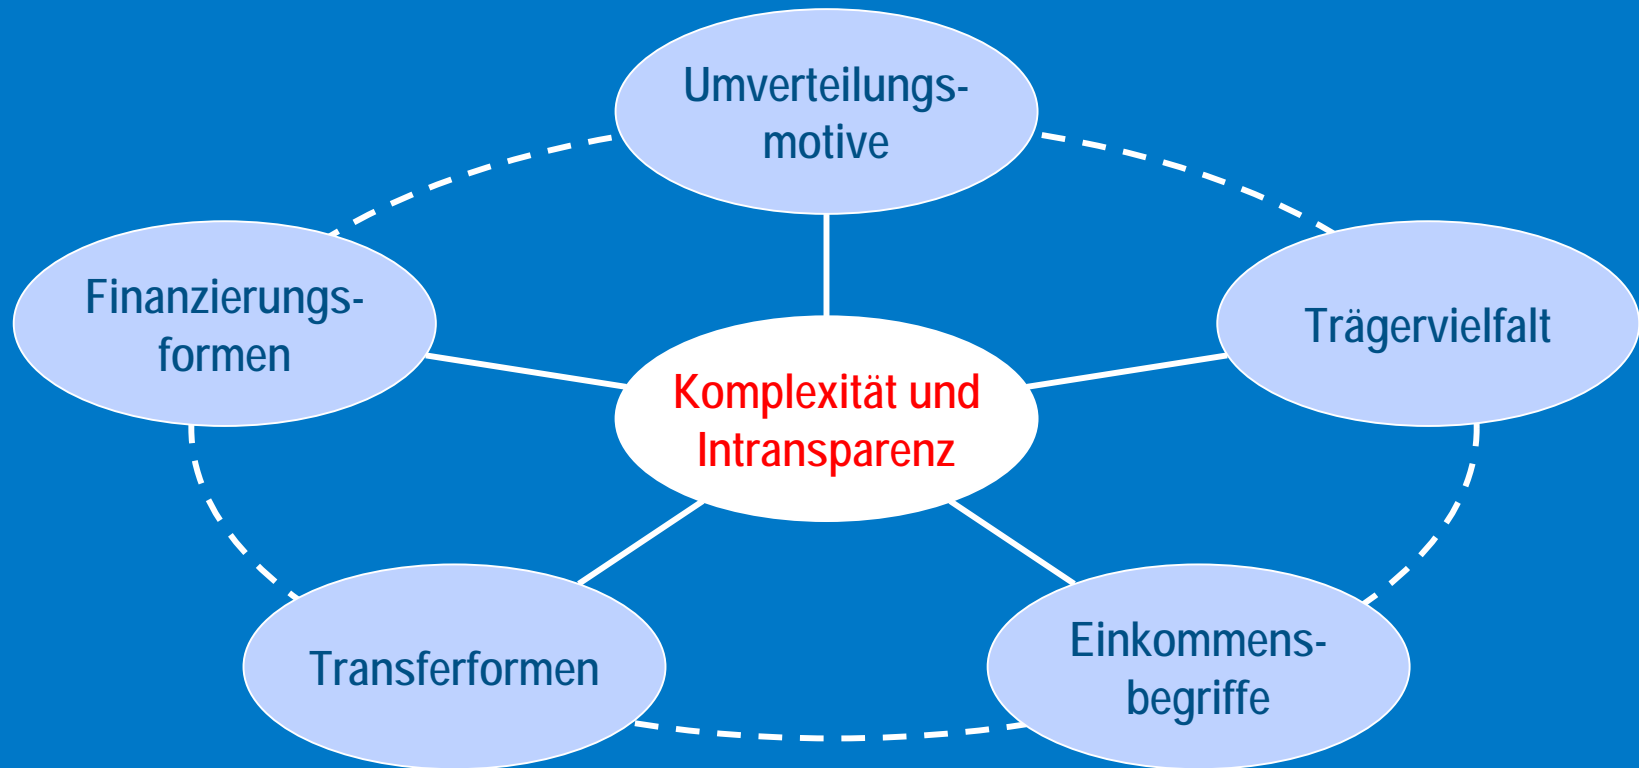 Umverteilungs-
motive
Finanzierungs-
formen
Trägervielfalt
Komplexität und
Intransparenz
Transferformen
Einkommens-
begriffe